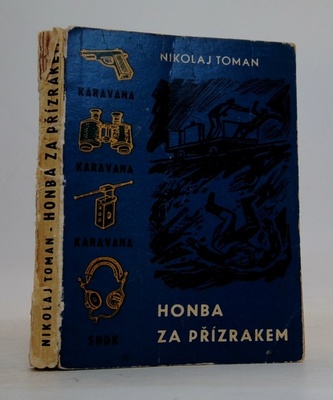 NIKOLAJ TOMAN - HONBA ZA PŘÍZRAKEM
NIKOLAJ TOMAN
KARAVANA
KARAVANA
KARAVANA
SNDK
HONBA
ZA PŘÍZRAKEM